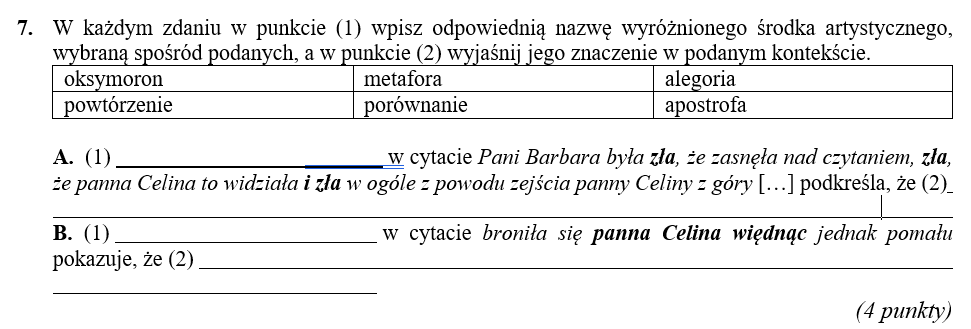 7. W każdym zdaniu w punkcie (1) wpisz odpowiednią nazwę wyróżnionego środka artystycznego,
wybraną spośród podanych, a w punkcie (2) wyjaśnij jego znaczenie w podanym kontekście.
oksymoron metafora alegoria
powtórzenie porównanie apostrofa
A. (1) ________________________ w cytacie Pani Barbara była zła, że zasnęła nad czytaniem, zła,
że panna Celina to widziała i zła w ogóle z powodu zejścia panny Celiny z góry […] podkreśla, że (2)_
________________________________________________
B. (1) ________________________ w cytacie broniła się panna Celina więdnąc jednak pomału
pokazuje, że (2) ________________________________________________
________________________
(4 punkty)